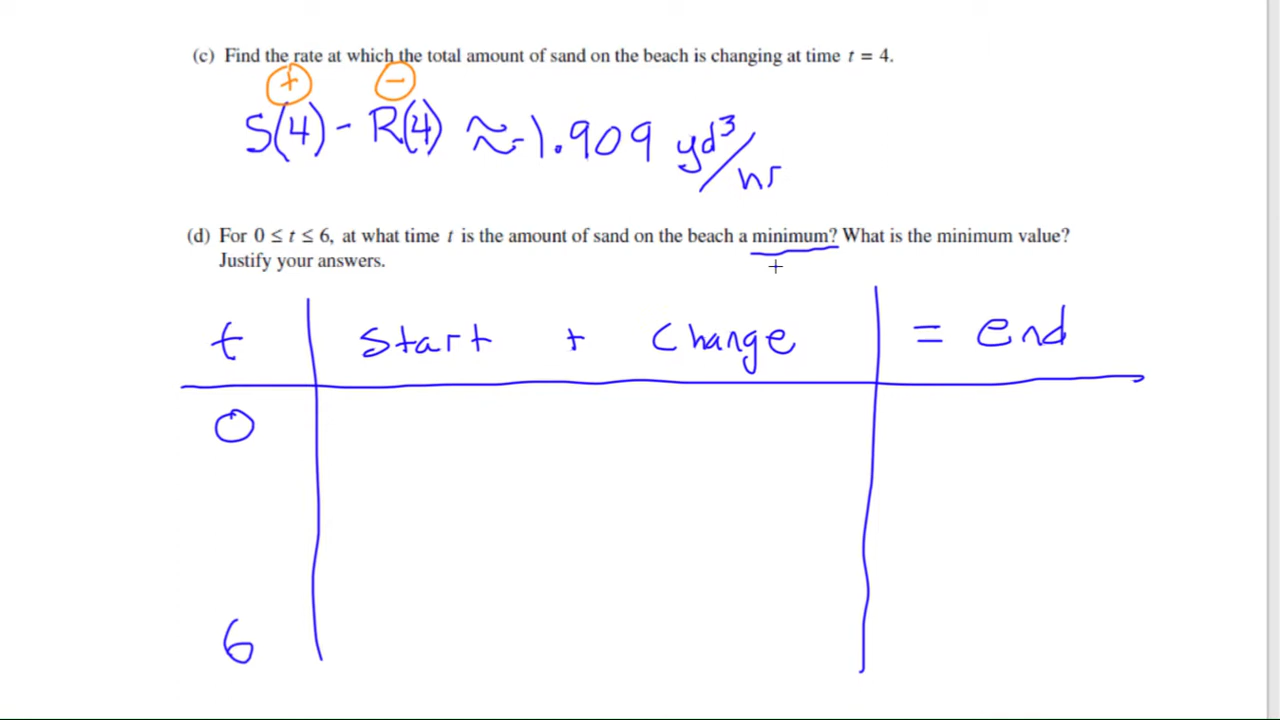 (c) Find the rate at which the total amount of sand on the beach is changing at time t = 4.
+ −
S(4) - R(4) ≈ -1.909 yd³/hr
(d) For 0 ≤ t ≤ 6, at what time t is the amount of sand on the beach a minimum? What is the minimum value?
Justify your answers.
t start + change = end
0
6